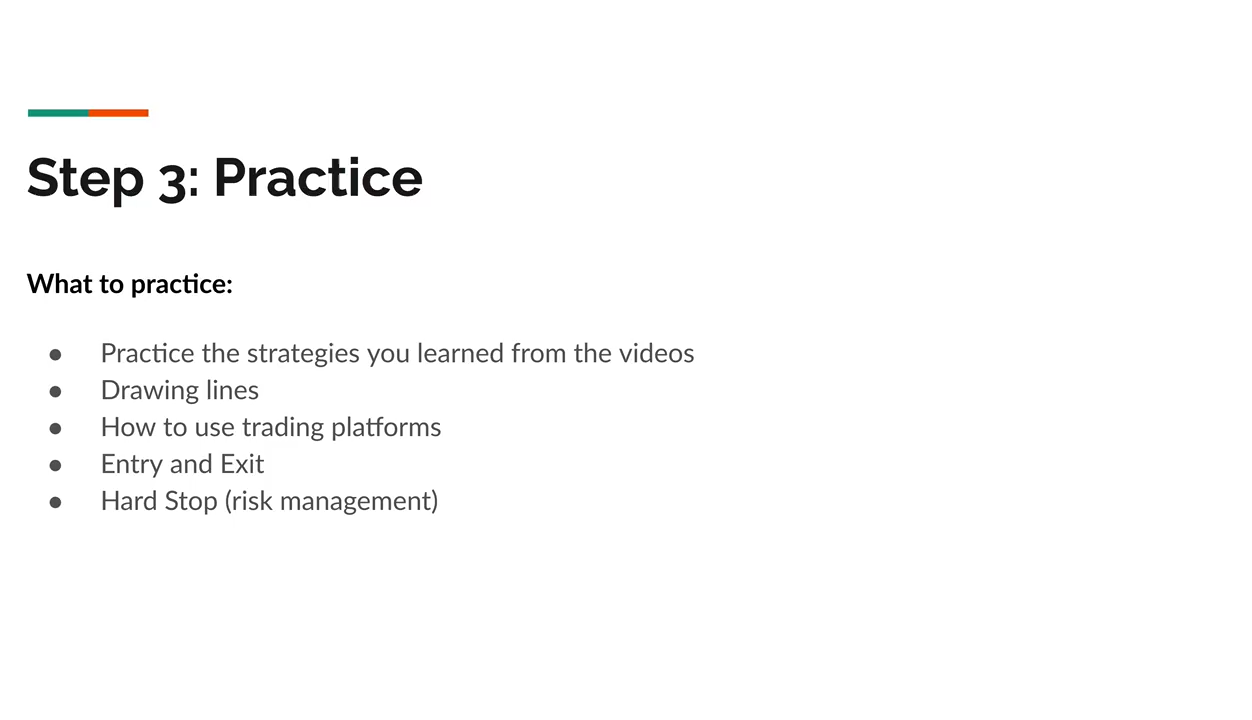 Step 3: Practice
What to practice:
● Practice the strategies you learned from the videos
● Drawing lines
● How to use trading platforms
● Entry and Exit
● Hard Stop (risk management)